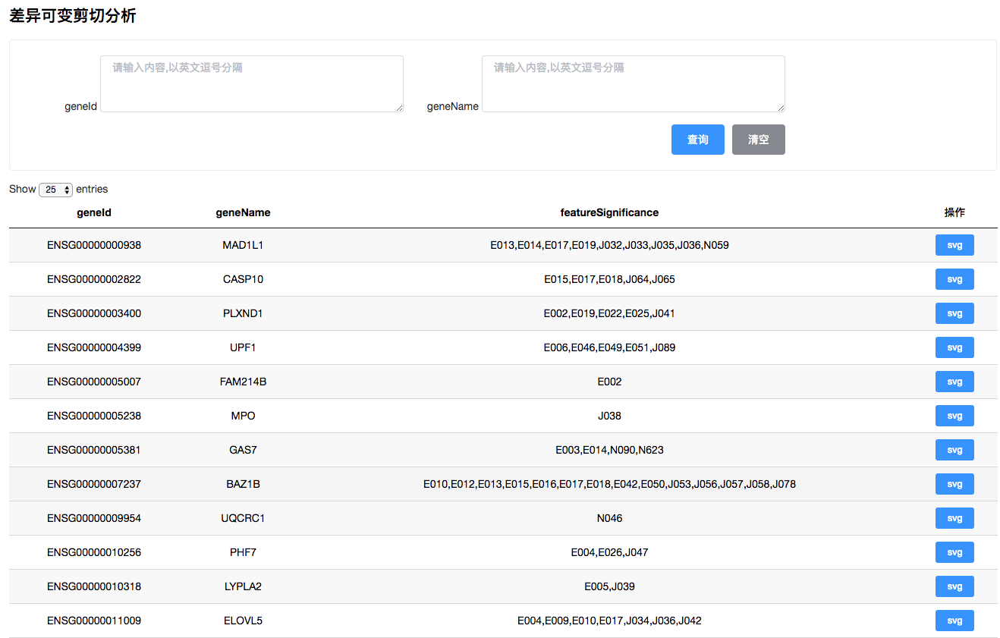 差异可变剪切分析
请输入内容,以英文逗号分隔 请输入内容,以英文逗号分隔
geneId geneName
查询 清空
Show 25 entries
geneId geneName featureSignificance 操作
ENSG00000000938 MAD1L1 E013,E014,E017,E019,J032,J033,J035,J036,N059 svg
ENSG00000002822 CASP10 E015,E017,E018,J064,J065 svg
ENSG00000003400 PLXND1 E002,E019,E022,E025,J041 svg
ENSG00000004399 UPF1 E006,E046,E049,E051,J089 svg
ENSG00000005007 FAM214B E002 svg
ENSG00000005238 MPO J038 svg
ENSG00000005381 GAS7 E003,E014,N090,N623 svg
ENSG00000007237 BAZ1B E010,E012,E013,E015,E016,E017,E018,E042,E050,J053,J056,J057,J058,J078 svg
ENSG00000009954 UQCRC1 N046 svg
ENSG00000010256 PHF7 E004,E026,J047 svg
ENSG00000010318 LYPLA2 E005,J039 svg
ENSG00000011009 ELOVL5 E004,E009,E010,E017,J034,J036,J042 svg